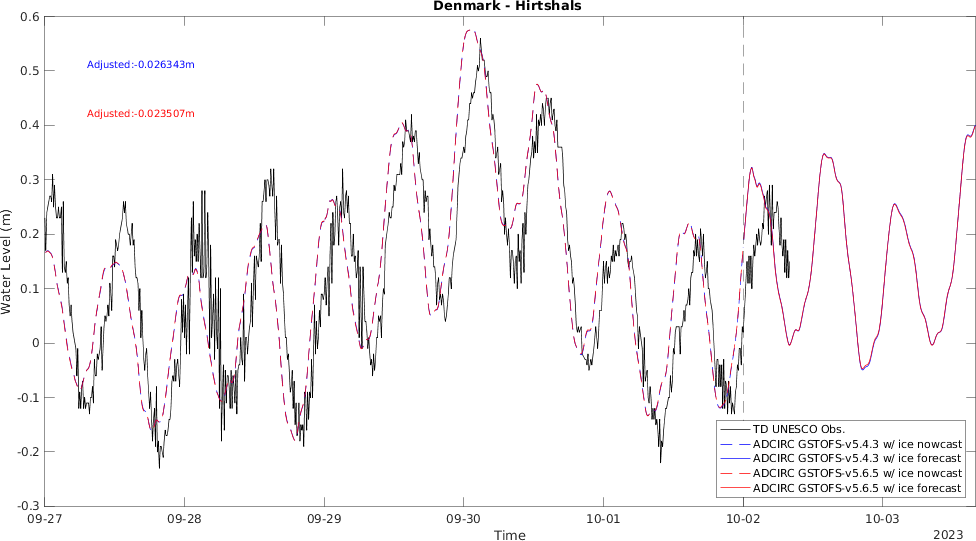 Denmark - Hirtshals
0.6
0.5
0.4
0.3
0.2
0.1
0
-0.1
-0.2
-0.3
Water Level (m)
Adjusted:-0.026343m
Adjusted:-0.023507m
TD UNESCO Obs.
ADCIRC GSTOFS-v5.4.3 w/ ice nowcast
ADCIRC GSTOFS-v5.4.3 w/ ice forecast
ADCIRC GSTOFS-v5.6.5 w/ ice nowcast
ADCIRC GSTOFS-v5.6.5 w/ ice forecast
09-27 09-28 09-29 09-30 10-01 10-02 10-03
Time
2023